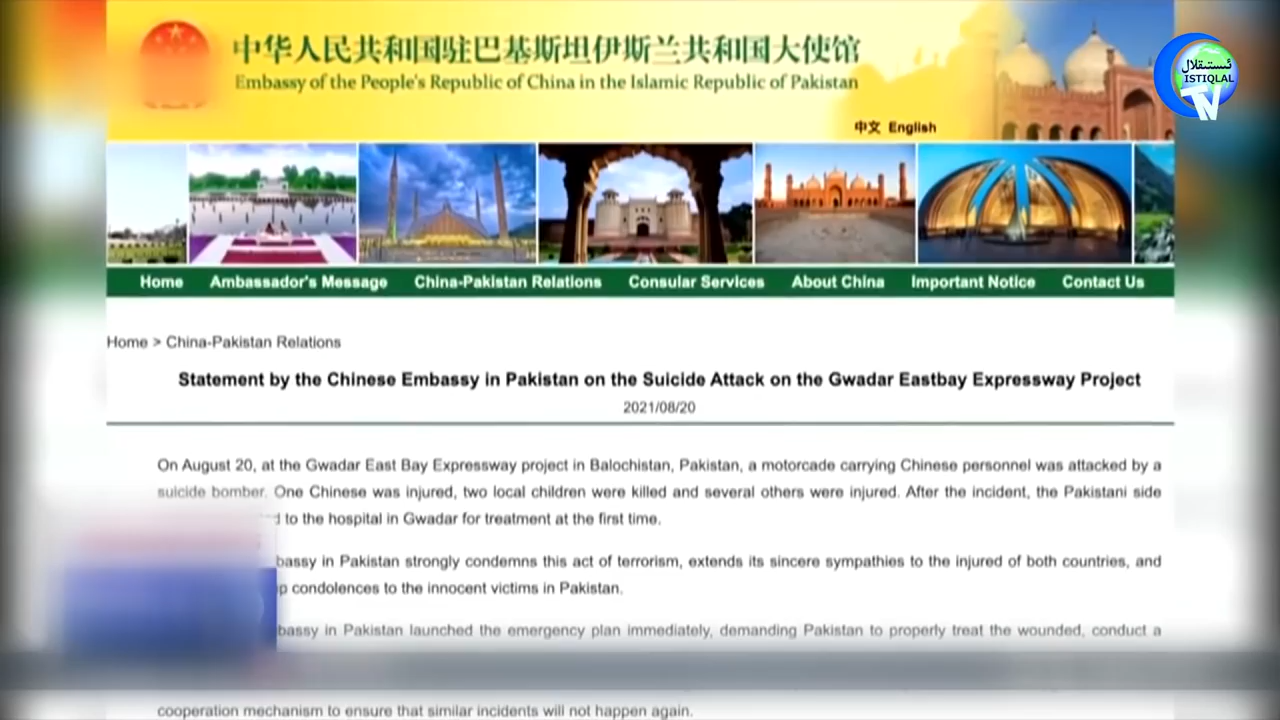 中华人民共和国驻巴基斯坦伊斯兰共和国大使馆
Embassy of the People's Republic of China in the Islamic Republic of Pakistan
ئىستىقلال
ISTIQLAL
TV
中文 English
Home Ambassador's Message China-Pakistan Relations Consular Services About China Important Notice Contact Us
Home > China-Pakistan Relations
Statement by the Chinese Embassy in Pakistan on the Suicide Attack on the Gwadar Eastbay Expressway Project
2021/08/20
On August 20, at the Gwadar East Bay Expressway project in Balochistan, Pakistan, a motorcade carrying Chinese personnel was attacked by a
suicide bomber. One Chinese was injured, two local children were killed and several others were injured. After the incident, the Pakistani side
to the hospital in Gwadar for treatment at the first time.
bassy in Pakistan strongly condemns this act of terrorism, extends its sincere sympathies to the injured of both countries, and
p condolences to the innocent victims in Pakistan.
bassy in Pakistan launched the emergency plan immediately, demanding Pakistan to properly treat the wounded, conduct a
cooperation mechanism to ensure that similar incidents will not happen again.